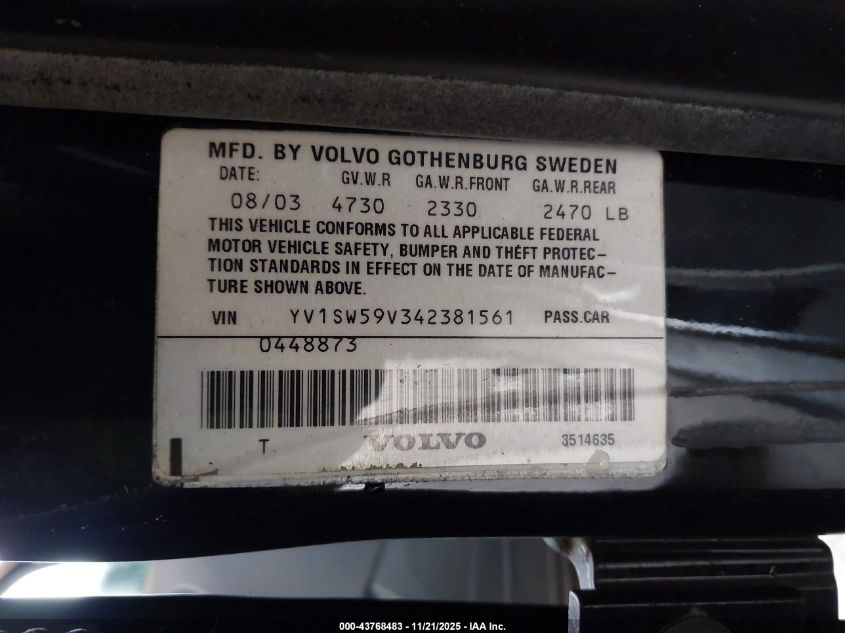 MFD. BY VOLVO GOTHENBURG SWEDEN
DATE: GV.W.R GA.W.R.FRONT GA.W.R.REAR
08/03 4730 2330 2470 LB
THIS VEHICLE CONFORMS TO ALL APPLICABLE FEDERAL
MOTOR VEHICLE SAFETY, BUMPER AND THEFT PROTEC-
TION STANDARDS IN EFFECT ON THE DATE OF MANUFAC-
TURE SHOWN ABOVE.
VIN YV1SW59V342381561 PASS.CAR
0448873
T VOLVO 3514635
000-43768483 - 11/21/2025 - IAA Inc.